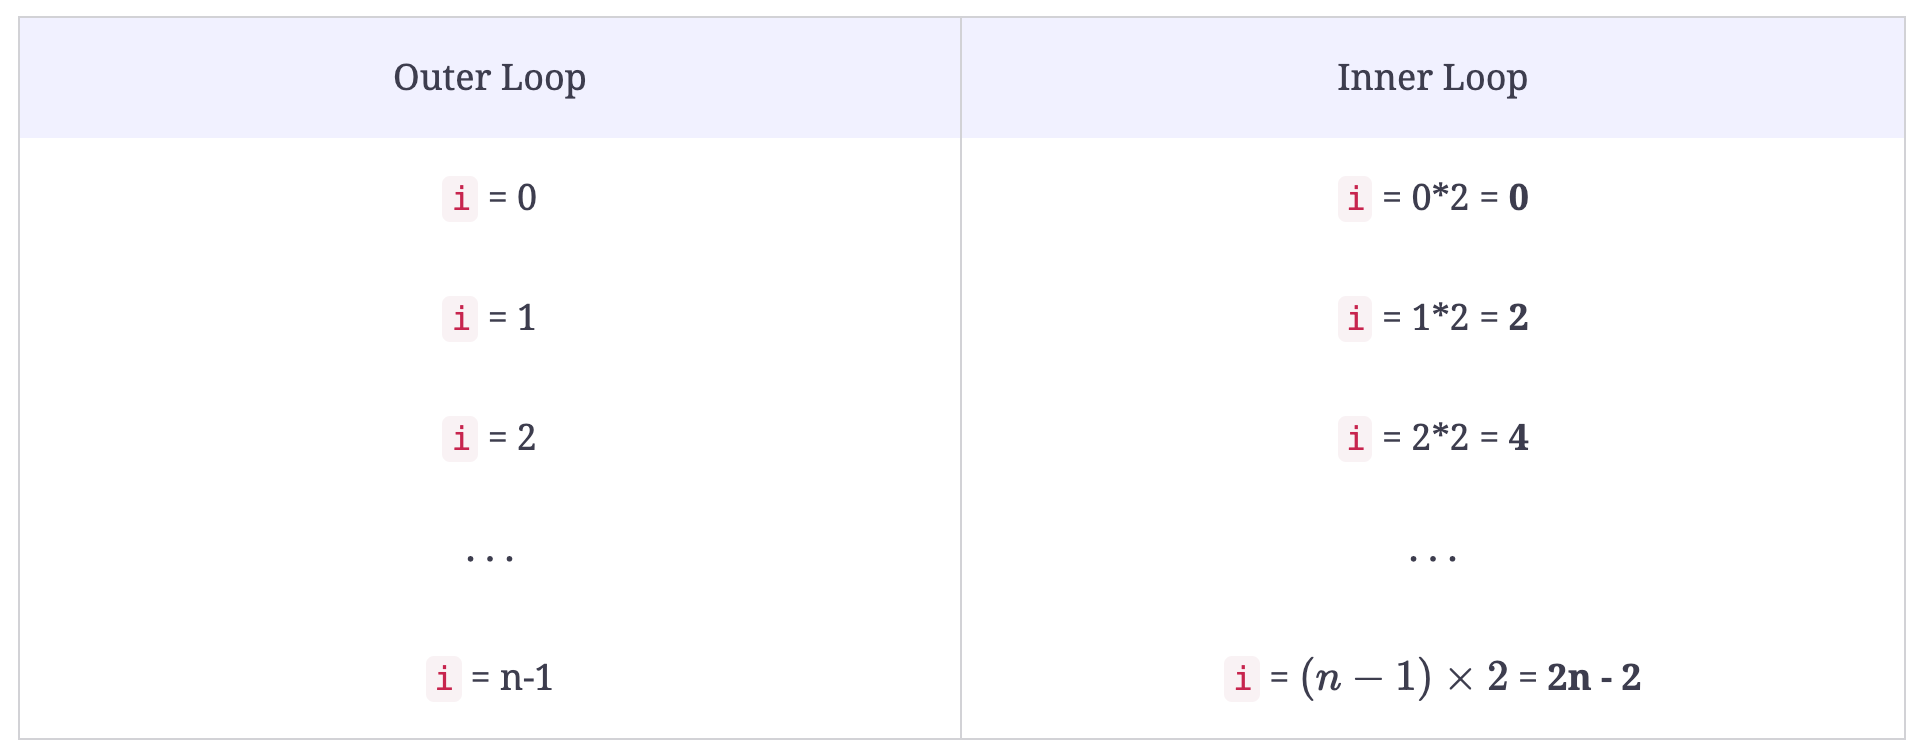 Outer Loop Inner Loop
i = 0 i = 0*2 = 0
i = 1 i = 1*2 = 2
i = 2 i = 2*2 = 4
... ...
i = n-1 i = (n − 1) × 2 = 2n - 2